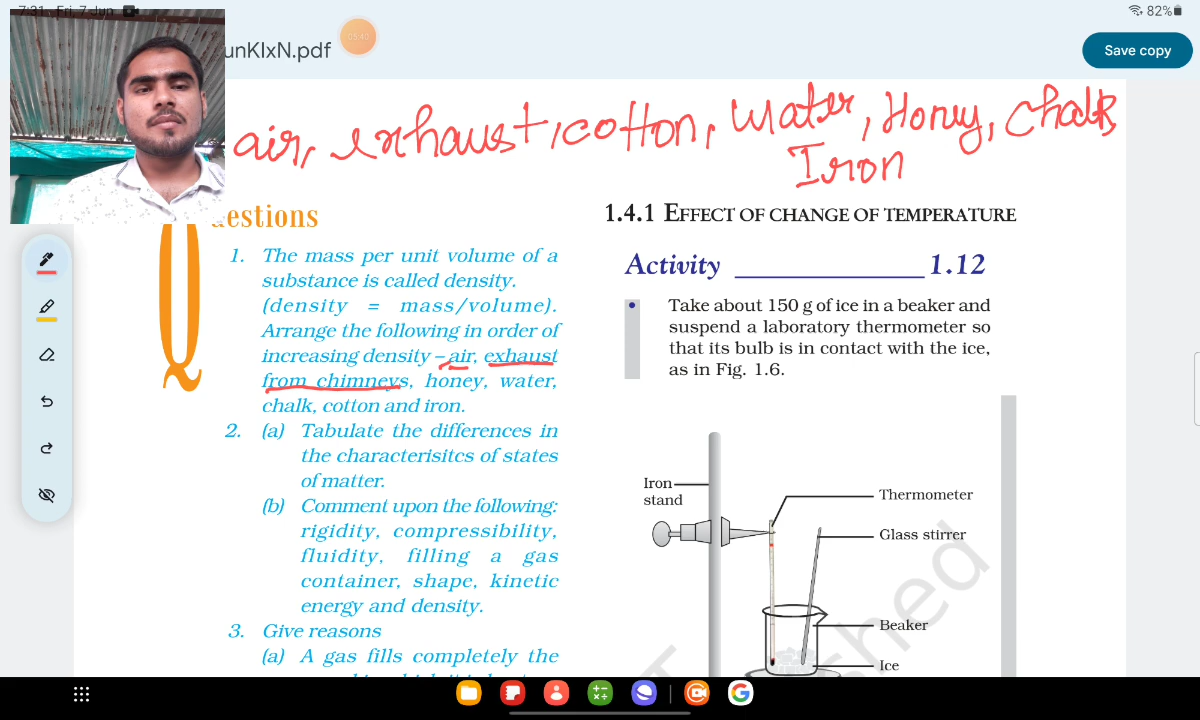 7:31 Fri, 7 Jun
82%
unKIxN.pdf
05:40
Save copy
air, exhaust, cotton, Water, Honey, Chalk
Iron
uestions
1. The mass per unit volume of a
substance is called density.
(density = mass/volume).
Arrange the following in order of
increasing density – air, exhaust
from chimneys, honey, water,
chalk, cotton and iron.
2. (a) Tabulate the differences in
the characterisitcs of states
of matter.
(b) Comment upon the following:
rigidity, compressibility,
fluidity, filling a gas
container, shape, kinetic
energy and density.
3. Give reasons
(a) A gas fills completely the
1.4.1 EFFECT OF CHANGE OF TEMPERATURE
Activity ______________ 1.12
• Take about 150 g of ice in a beaker and
suspend a laboratory thermometer so
that its bulb is in contact with the ice,
as in Fig. 1.6.
Iron
stand
Thermometer
Glass stirrer
Beaker
Ice
shed